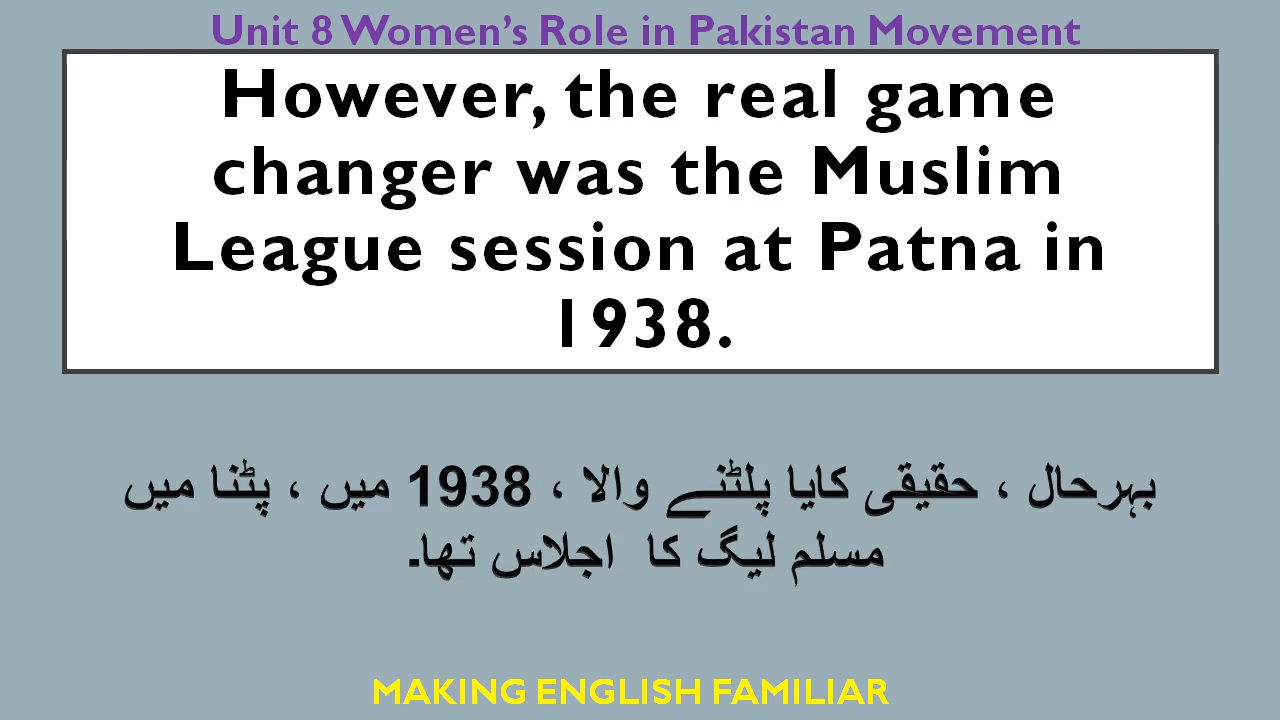 Unit 8 Women’s Role in Pakistan Movement
However, the real game
changer was the Muslim
League session at Patna in
1938.
بہرحال ، حقیقی کایا پلٹنے والا ، 1938 میں ، پٹنا میں
مسلم لیگ کا اجلاس تھا۔
MAKING ENGLISH FAMILIAR